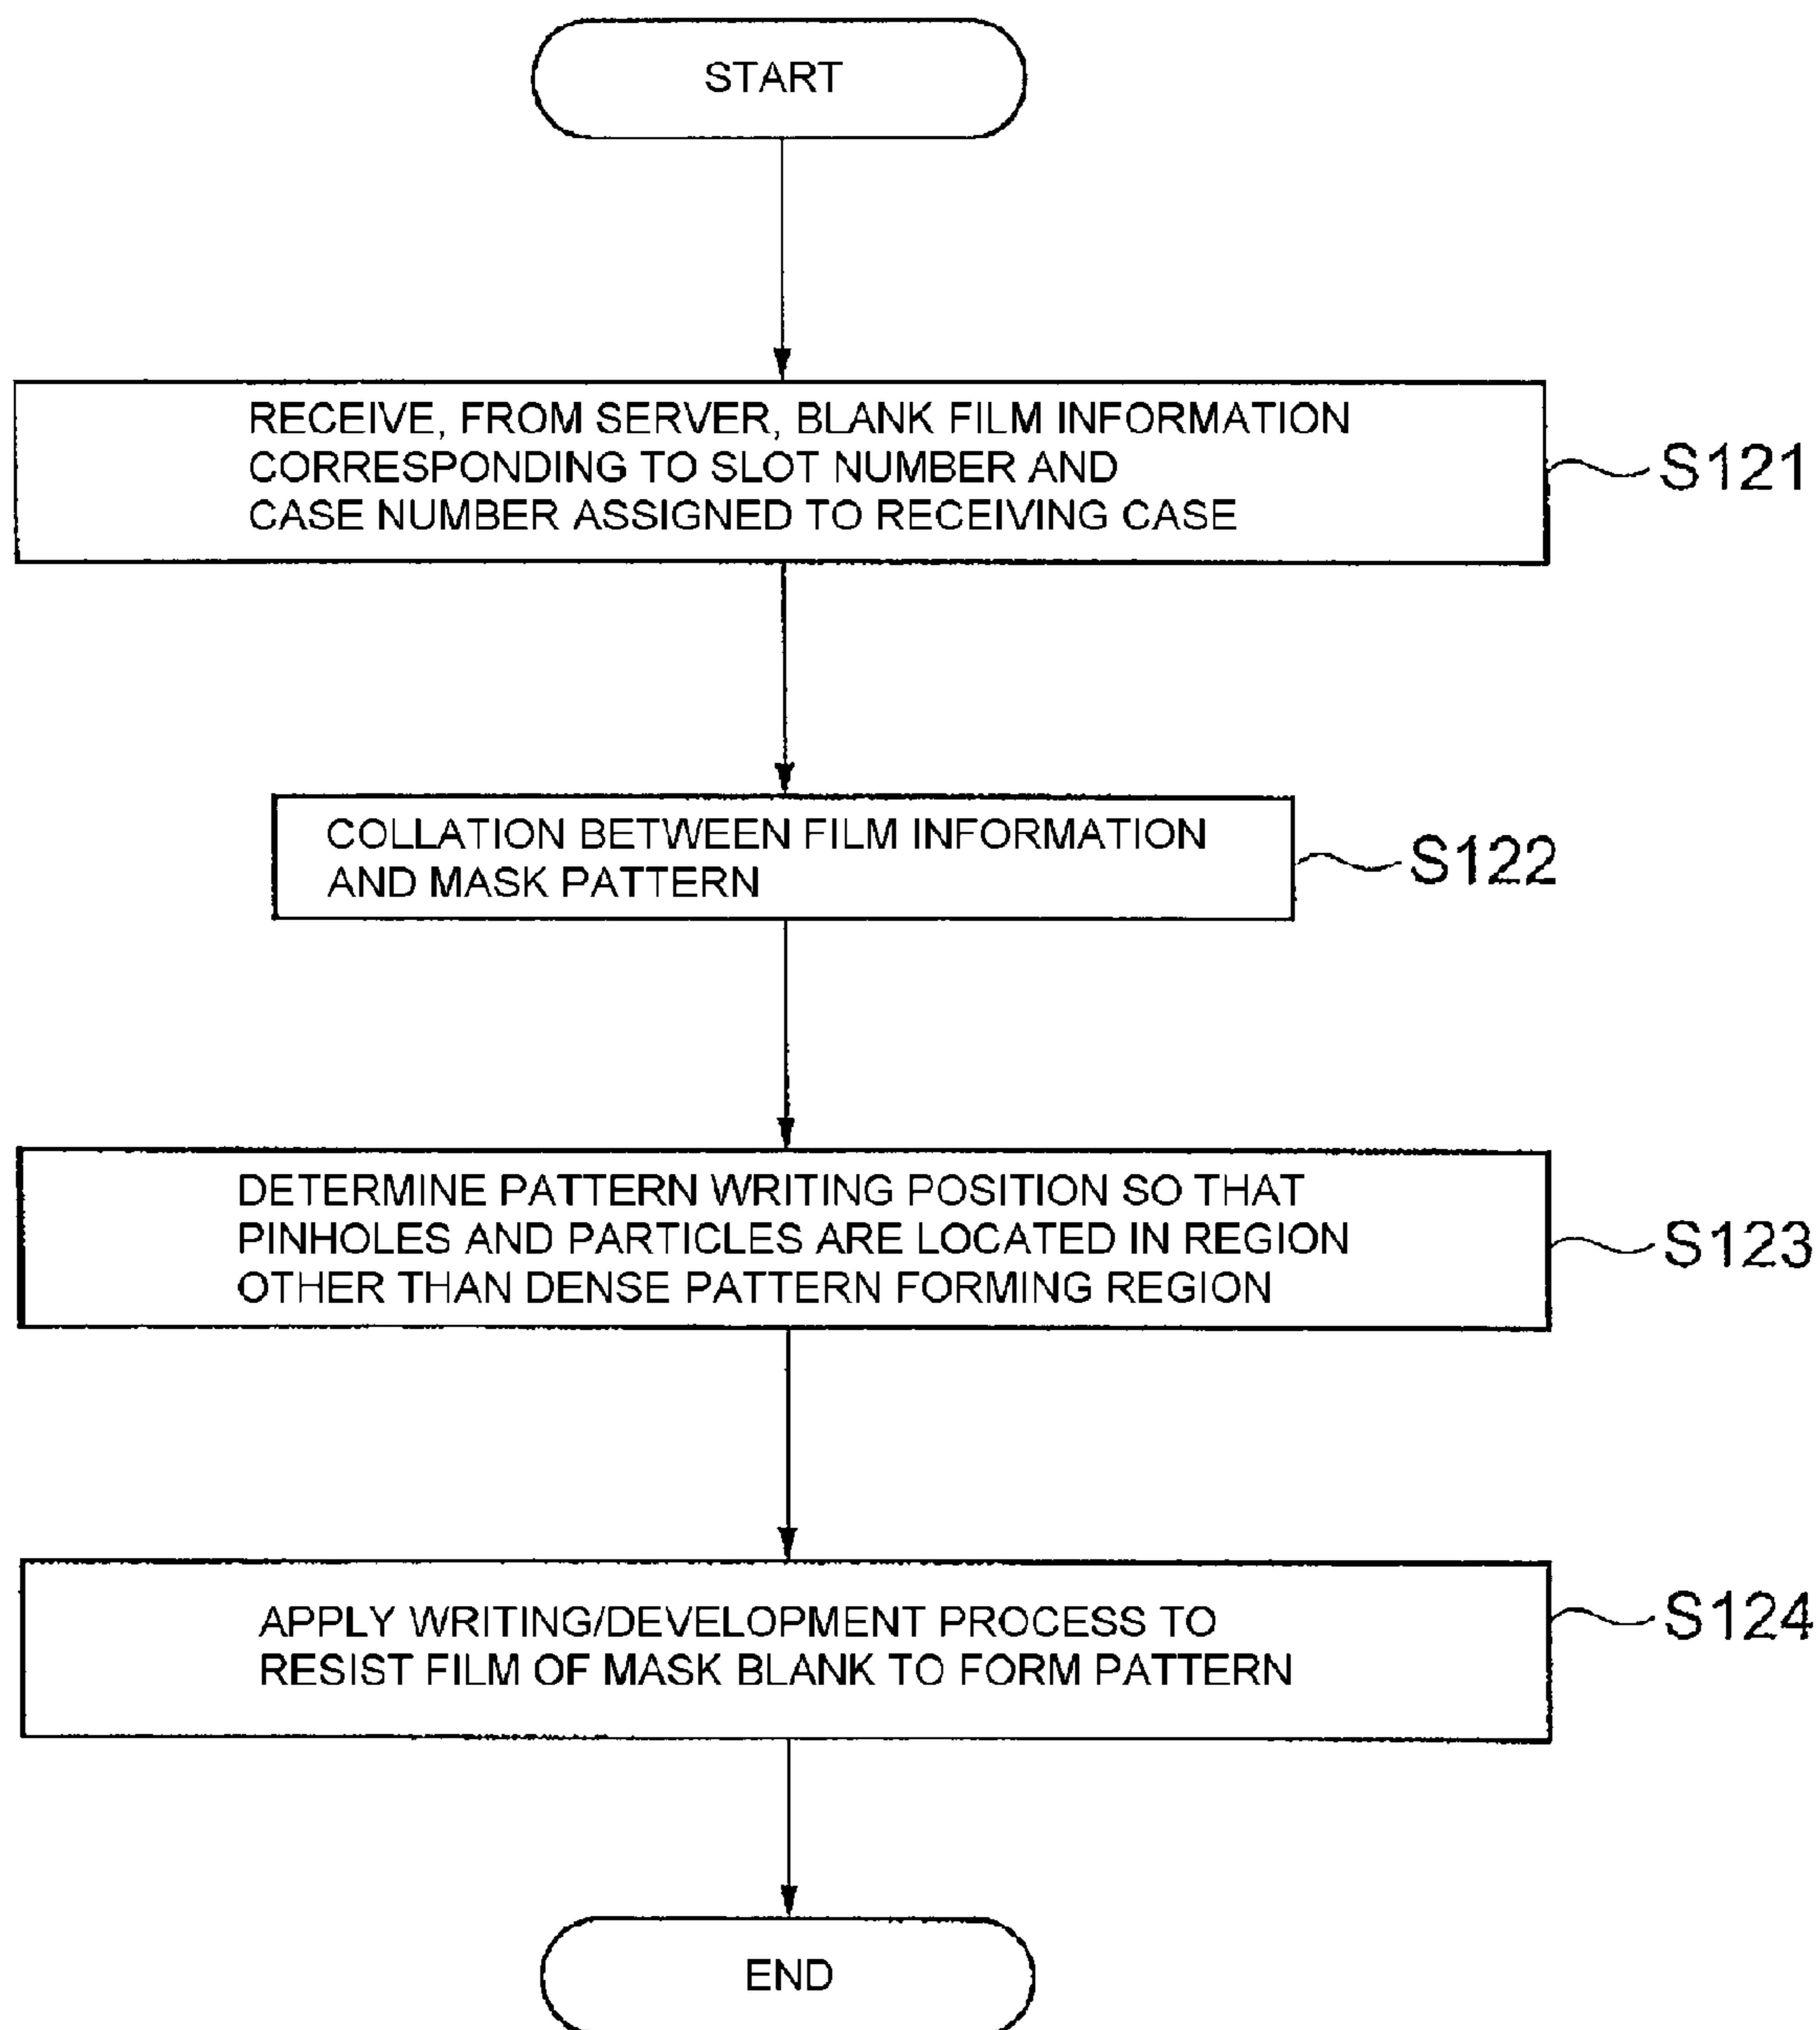 START
RECEIVE, FROM SERVER, BLANK FILM INFORMATION
CORRESPONDING TO SLOT NUMBER AND
CASE NUMBER ASSIGNED TO RECEIVING CASE
S121
COLLATION BETWEEN FILM INFORMATION
AND MASK PATTERN
S122
DETERMINE PATTERN WRITING POSITION SO THAT
PINHOLES AND PARTICLES ARE LOCATED IN REGION
OTHER THAN DENSE PATTERN FORMING REGION
S123
APPLY WRITING/DEVELOPMENT PROCESS TO
RESIST FILM OF MASK BLANK TO FORM PATTERN
S124
END